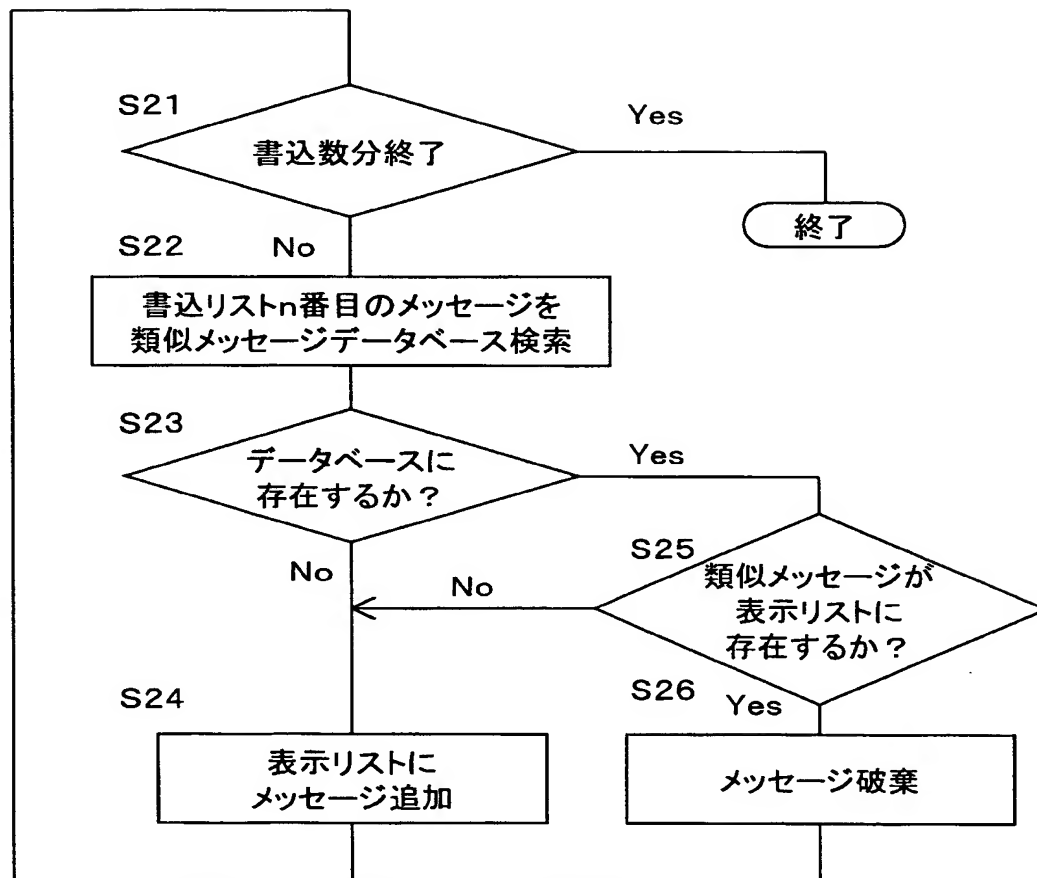 S21
書込数分終了
Yes
終了
S22
No
書込リストn番目のメッセージを
類似メッセージデータベース検索
S23
データベースに
存在するか？
Yes
No
S25
類似メッセージが
表示リストに
存在するか？
No
S24
表示リストに
メッセージ追加
S26
Yes
メッセージ破棄